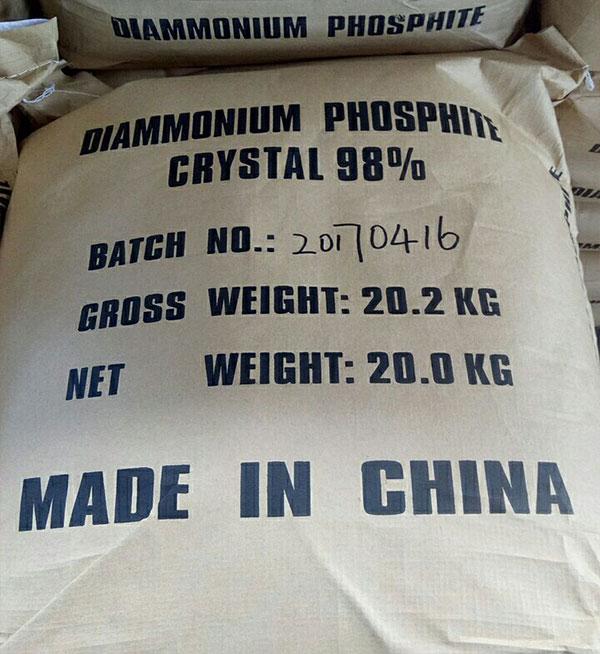 DIAMMONIUM PHOSPHITE
DIAMMONIUM PHOSPHITE
CRYSTAL 98%
BATCH NO.: 20170416
GROSS WEIGHT: 20.2 KG
NET WEIGHT: 20.0 KG
MADE IN CHINA